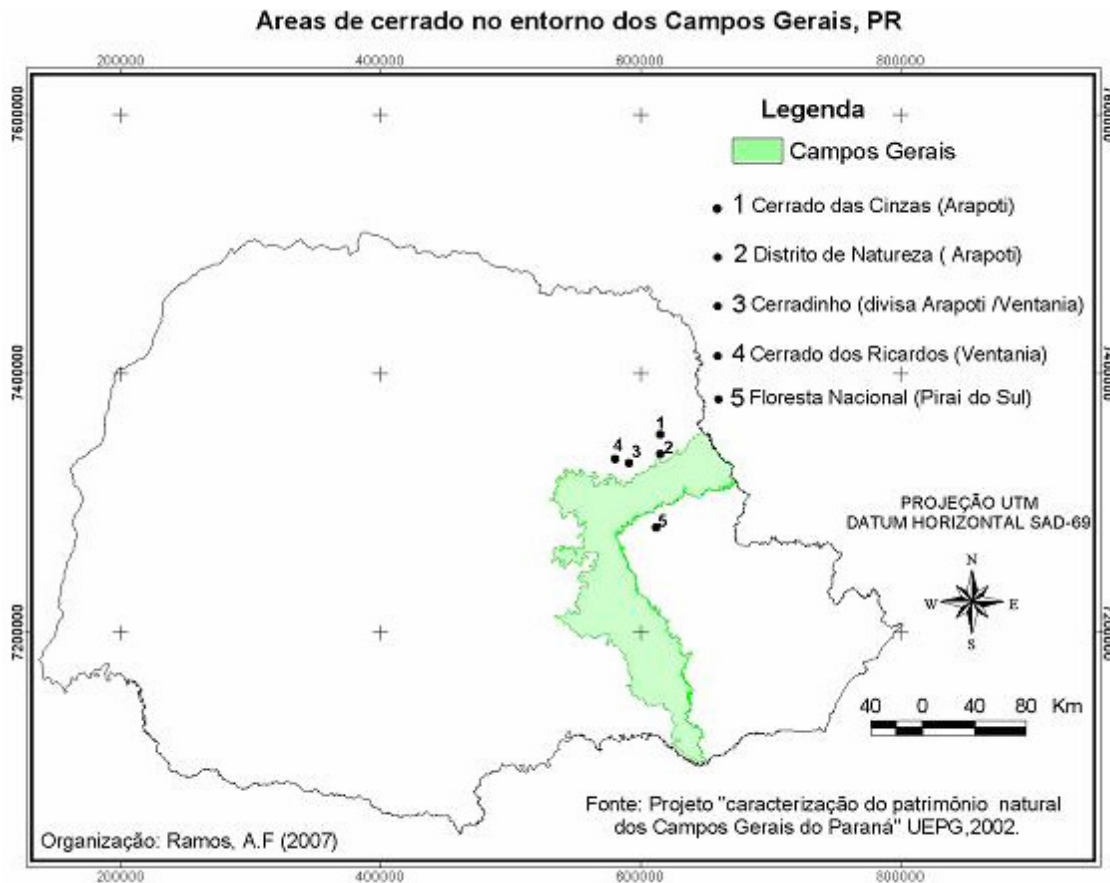 Areas de cerrado no entorno dos Campos Gerais, PR
200000 400000 600000 800000
7600000 7600000
Legenda
Campos Gerais
1 Cerrado das Cinzas (Arapoti)
2 Distrito de Natureza ( Arapoti)
3 Cerradinho (divisa Arapoti /Ventania)
7400000 7400000
4 Cerrado dos Ricardos (Ventania)
5 Floresta Nacional (Pirai do Sul)
1
4 3 2
5
PROJEÇÃO UTM
DATUM HORIZONTAL SAD-69
N
W E
S
7200000 7200000
40 0 40 80 Km
Fonte: Projeto "caracterização do patrimônio natural
dos Campos Gerais do Paraná" UEPG,2002.
Organização: Ramos, A.F (2007)
200000 400000 600000 800000